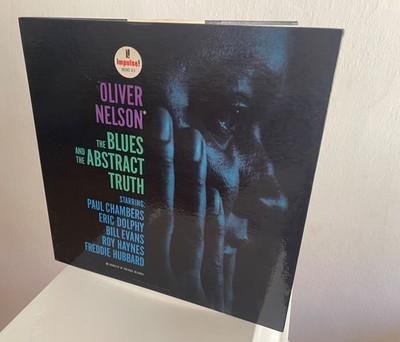 impulse!
OLIVER
NELSON*
THE BLUES
AND THE ABSTRACT
TRUTH
STARRING:
PAUL CHAMBERS
ERIC DOLPHY
BILL EVANS
ROY HAYNES
FREDDIE HUBBARD